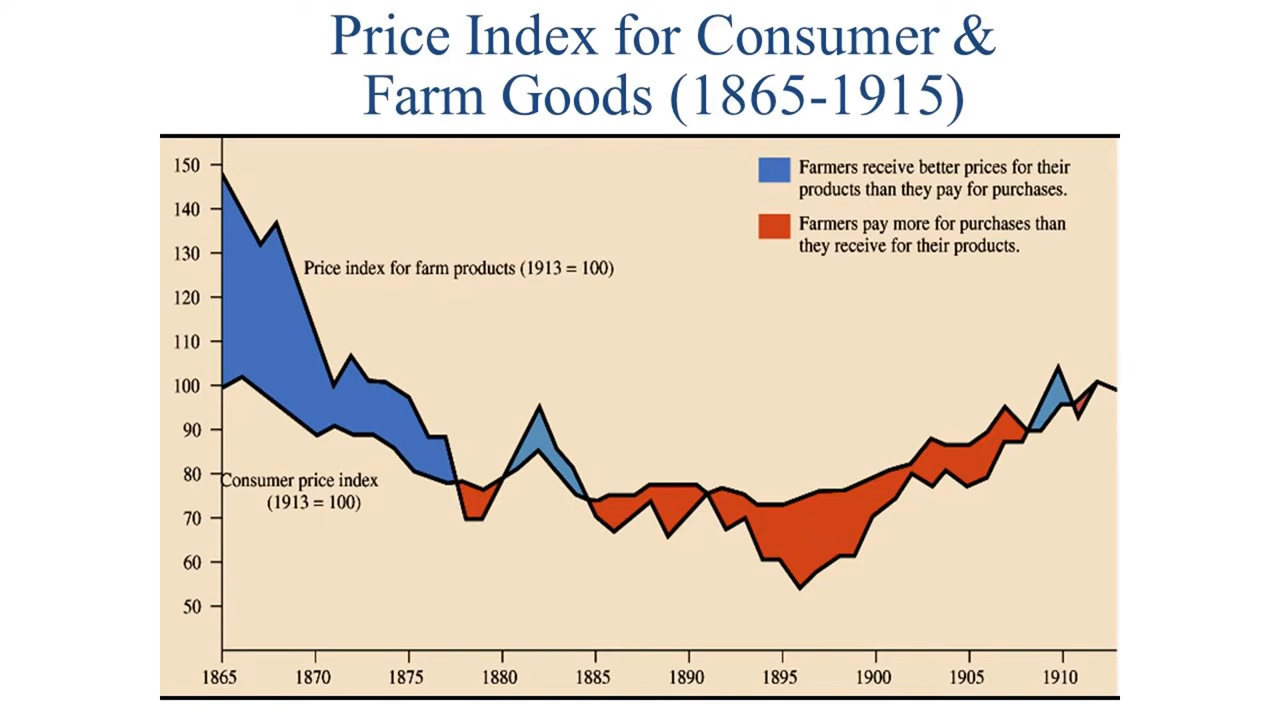 Price Index for Consumer &
Farm Goods (1865-1915)
150
140
130
120
110
100
90
80
70
60
50
Farmers receive better prices for their
products than they pay for purchases.
Farmers pay more for purchases than
they receive for their products.
Price index for farm products (1913 = 100)
Consumer price index
(1913 = 100)
1865 1870 1875 1880 1885 1890 1895 1900 1905 1910